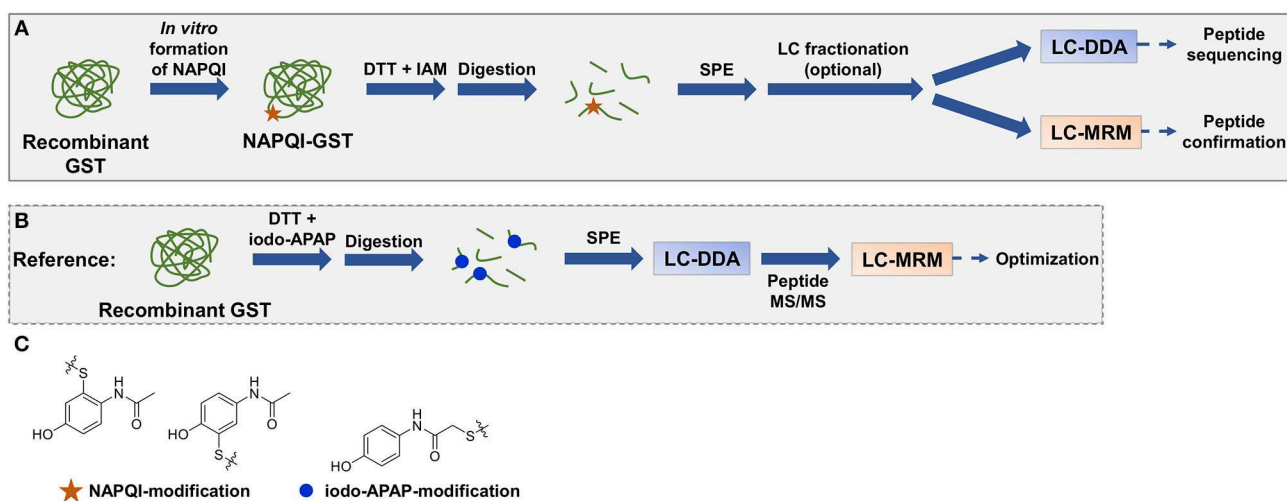 A
In vitro
formation
of NAPQI
Recombinant
GST
NAPQI-GST
DTT + IAM
Digestion
SPE
LC fractionation
(optional)
LC-DDA
Peptide
sequencing
LC-MRM
Peptide
confirmation
B
Reference:
Recombinant GST
DTT +
iodo-APAP
Digestion
SPE
LC-DDA
Peptide
MS/MS
LC-MRM
Optimization
C
S
H
N
O
HO
H
N
O
HO
S
H
N
O
S
HO
NAPQI-modification
iodo-APAP-modification